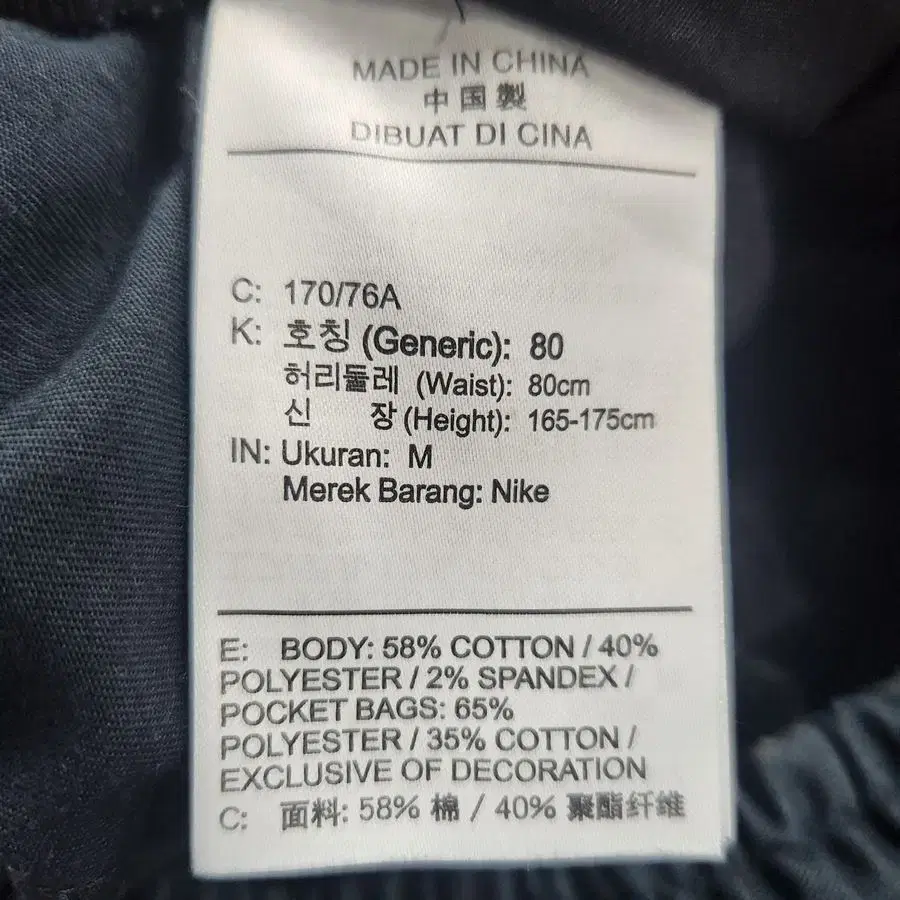 MADE IN CHINA
中国製
DIBUAT DI CINA
C: 170/76A
K: 호칭 (Generic): 80
허리둘레 (Waist): 80cm
신 장 (Height): 165-175cm
IN: Ukuran: M
Merek Barang: Nike
E: BODY: 58% COTTON / 40%
POLYESTER / 2% SPANDEX /
POCKET BAGS: 65%
POLYESTER / 35% COTTON /
EXCLUSIVE OF DECORATION
C: 面料: 58% 棉 / 40% 聚酯纤维